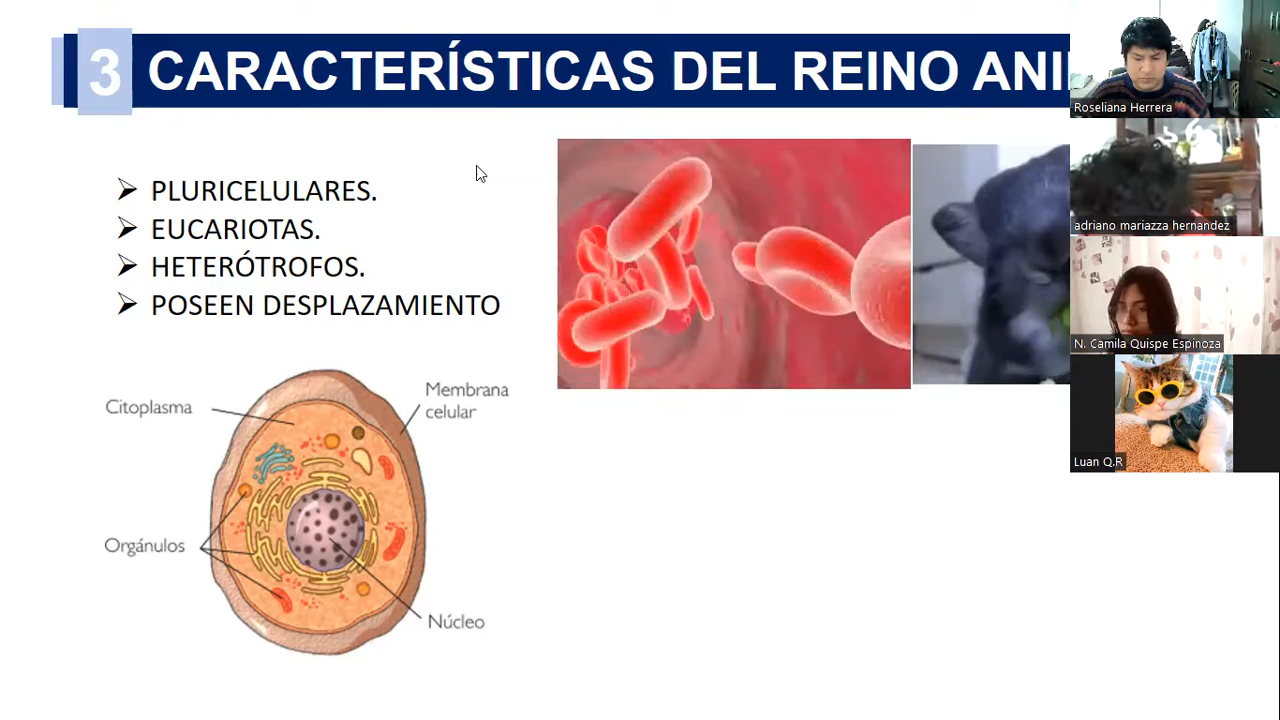 3 CARACTERÍSTICAS DEL REINO ANI
➢ PLURICELULARES.
➢ EUCARIOTAS.
➢ HETERÓTROFOS.
➢ POSEEN DESPLAZAMIENTO
Citoplasma
Membrana
celular
Orgánulos
Núcleo
Roseliana Herrera
adriano mariazza hernandez
N. Camila Quispe Espinoza
Luan Q.R